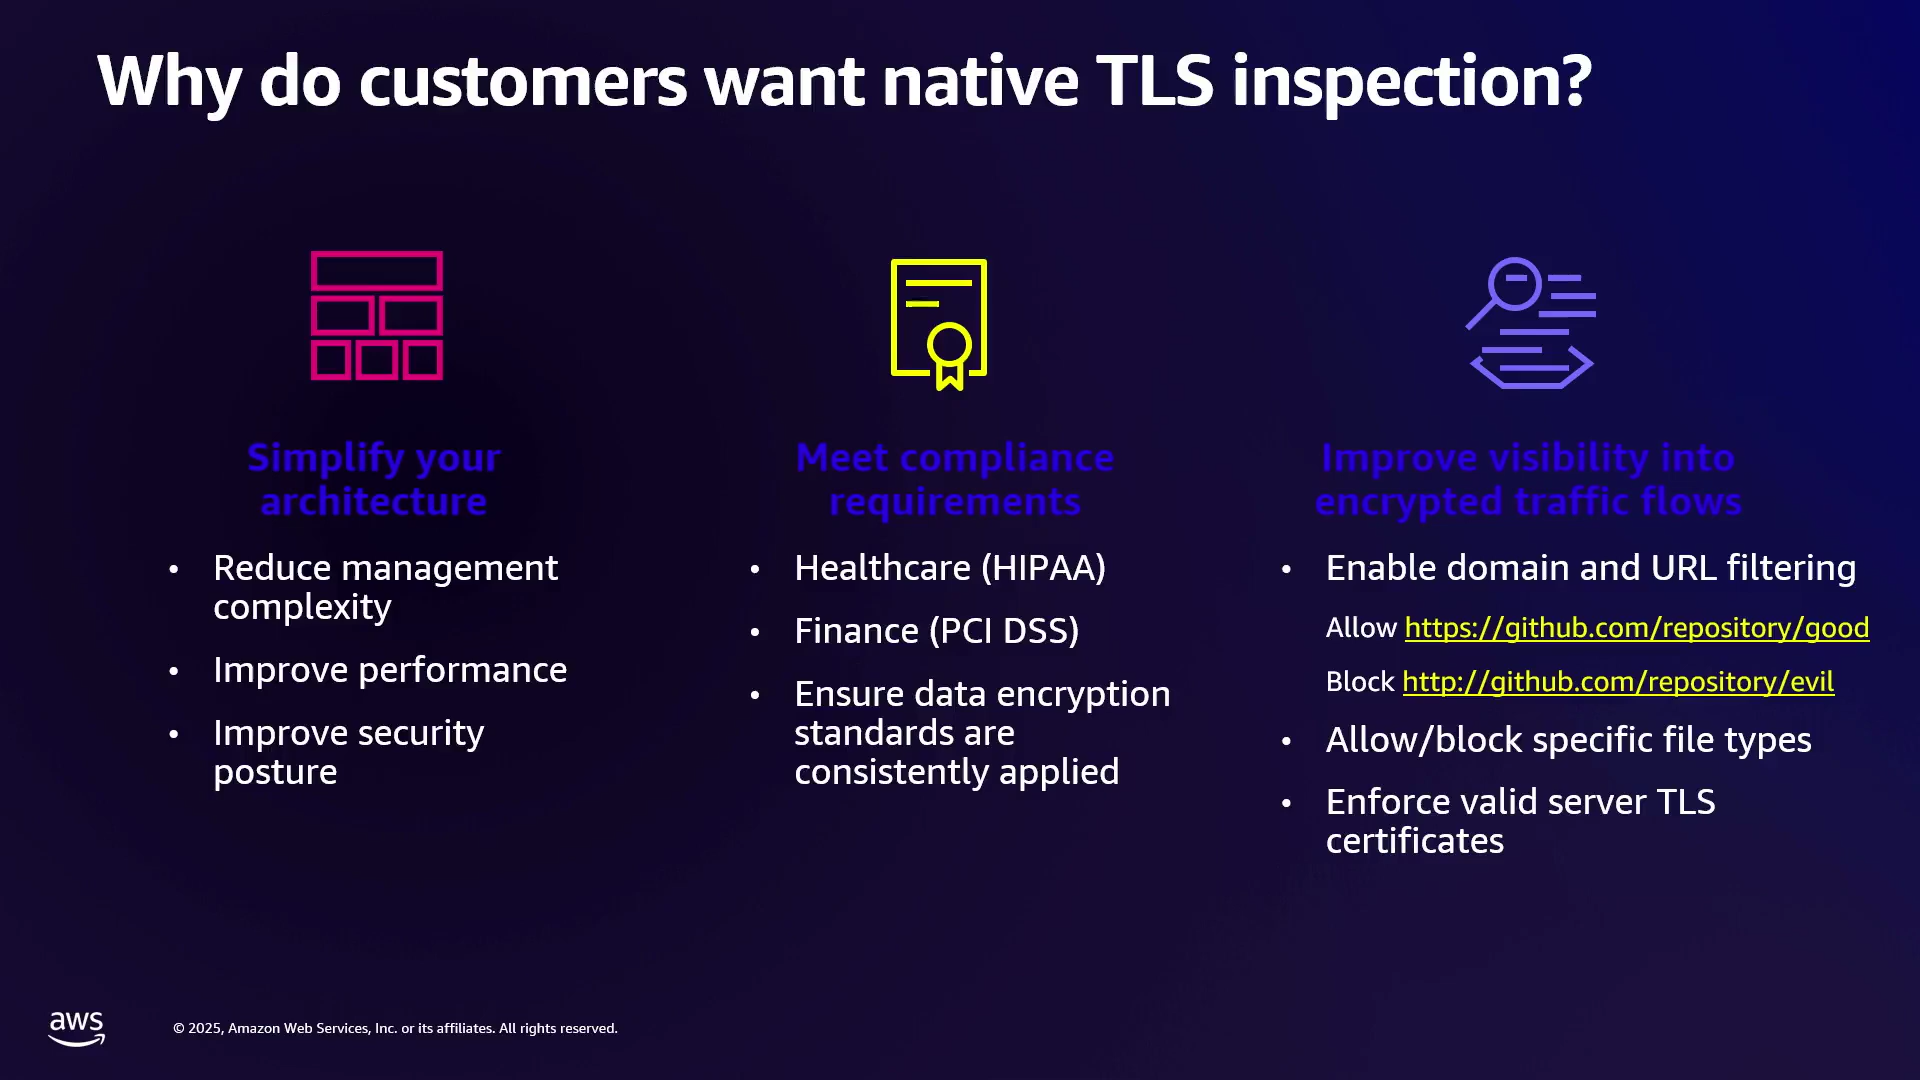 Why do customers want native TLS inspection?
Simplify your
architecture
• Reduce management
complexity
• Improve performance
• Improve security
posture
Meet compliance
requirements
• Healthcare (HIPAA)
• Finance (PCI DSS)
• Ensure data encryption
standards are
consistently applied
Improve visibility into
encrypted traffic flows
• Enable domain and URL filtering
Allow https://github.com/repository/good
Block http://github.com/repository/evil
• Allow/block specific file types
• Enforce valid server TLS
certificates
aws
© 2025, Amazon Web Services, Inc. or its affiliates. All rights reserved.